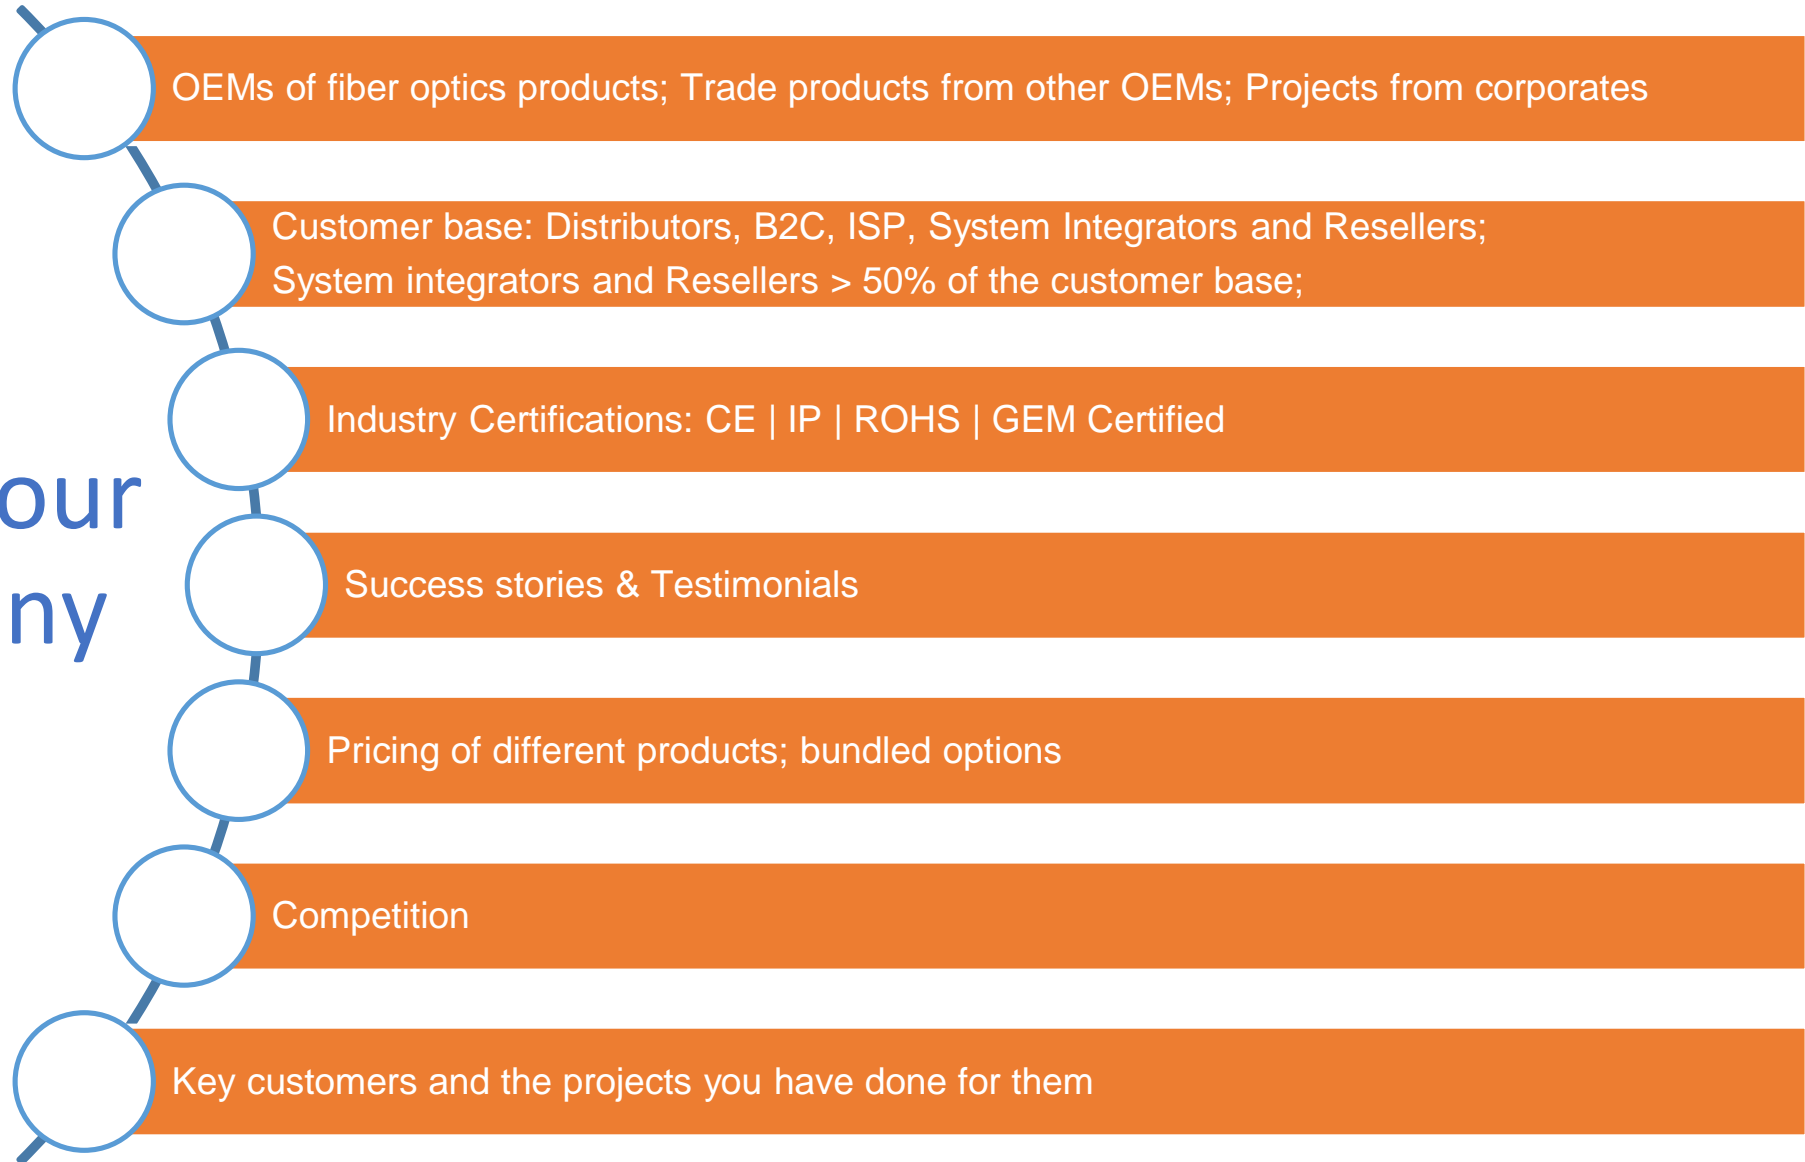 OEMs of fiber optics products; Trade products from other OEMs; Projects from corporates
Customer base: Distributors, B2C, ISP, System Integrators and Resellers;
System integrators and Resellers > 50% of the customer base;
Industry Certifications: CE | IP | ROHS | GEM Certified
our
ny
Success stories & Testimonials
Pricing of different products; bundled options
Competition
Key customers and the projects you have done for them